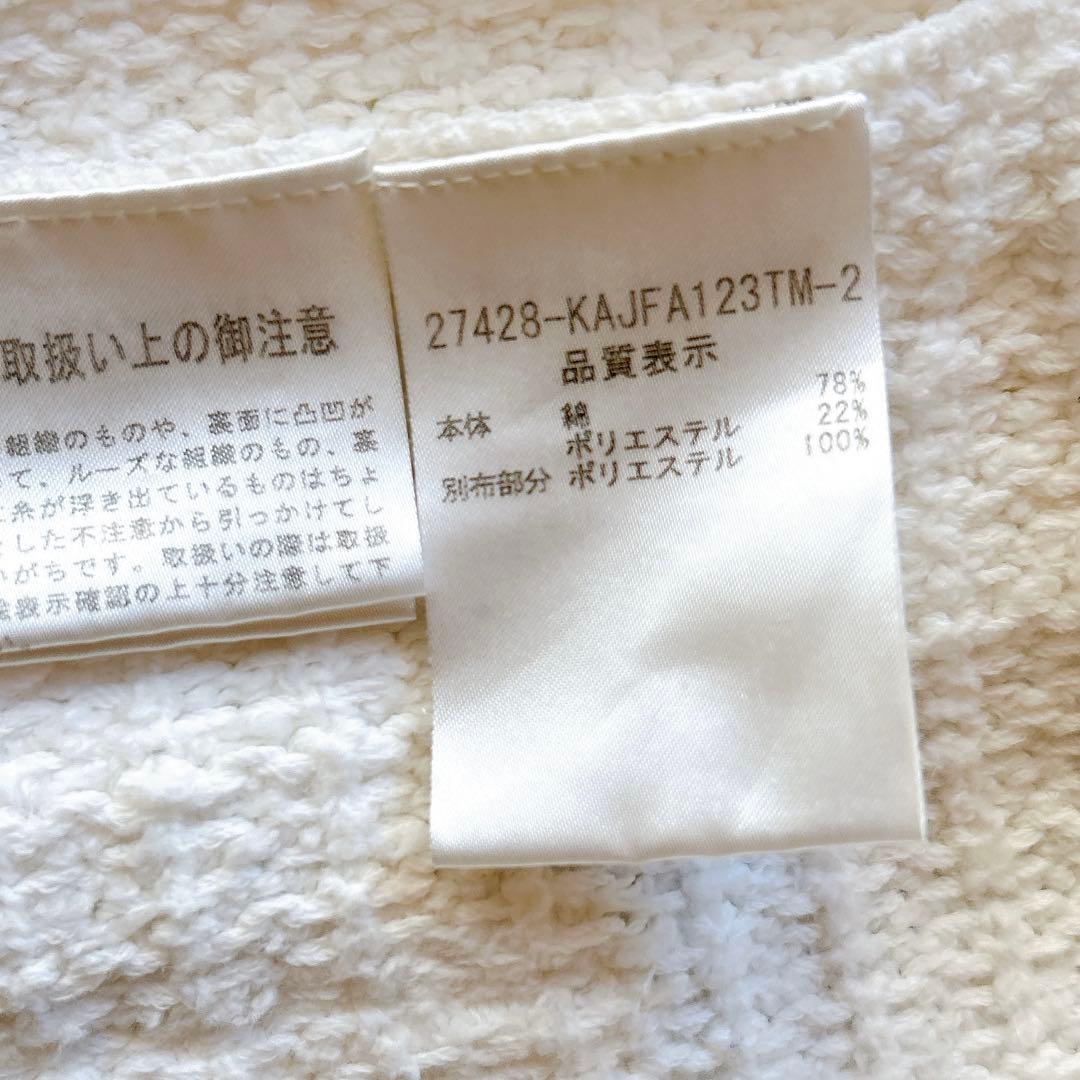 取扱い上の御注意
組織のものや、裏面に凸凹が
て、ルーズな組織のもの、裏
糸が浮き出ているものはちょ
とした不注意から引っかけてし
いがちです。取扱いの際は取扱
絵表示確認の上十分注意して下
27428-KAJFA123TM-2
品質表示
本体 綿 78%
ポリエステル 22%
別布部分 ポリエステル 100%